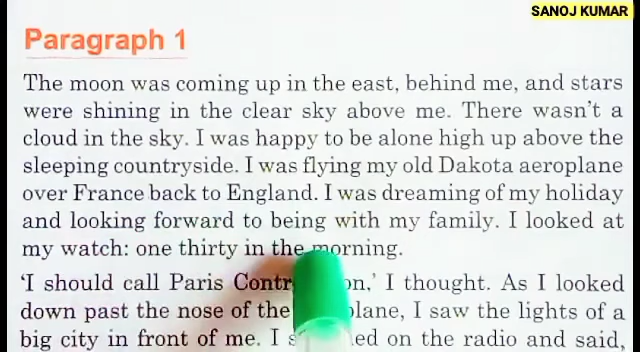 SANOJ KUMAR
Paragraph 1
The moon was coming up in the east, behind me, and stars
were shining in the clear sky above me. There wasn't a
cloud in the sky. I was happy to be alone high up above the
sleeping countryside. I was flying my old Dakota aeroplane
over France back to England. I was dreaming of my holiday
and looking forward to being with my family. I looked at
my watch: one thirty in the morning.
'I should call Paris on,' I thought. As I looked
down past the nose of the plane, I saw the lights of a
big city in front of me. I on the radio and said,